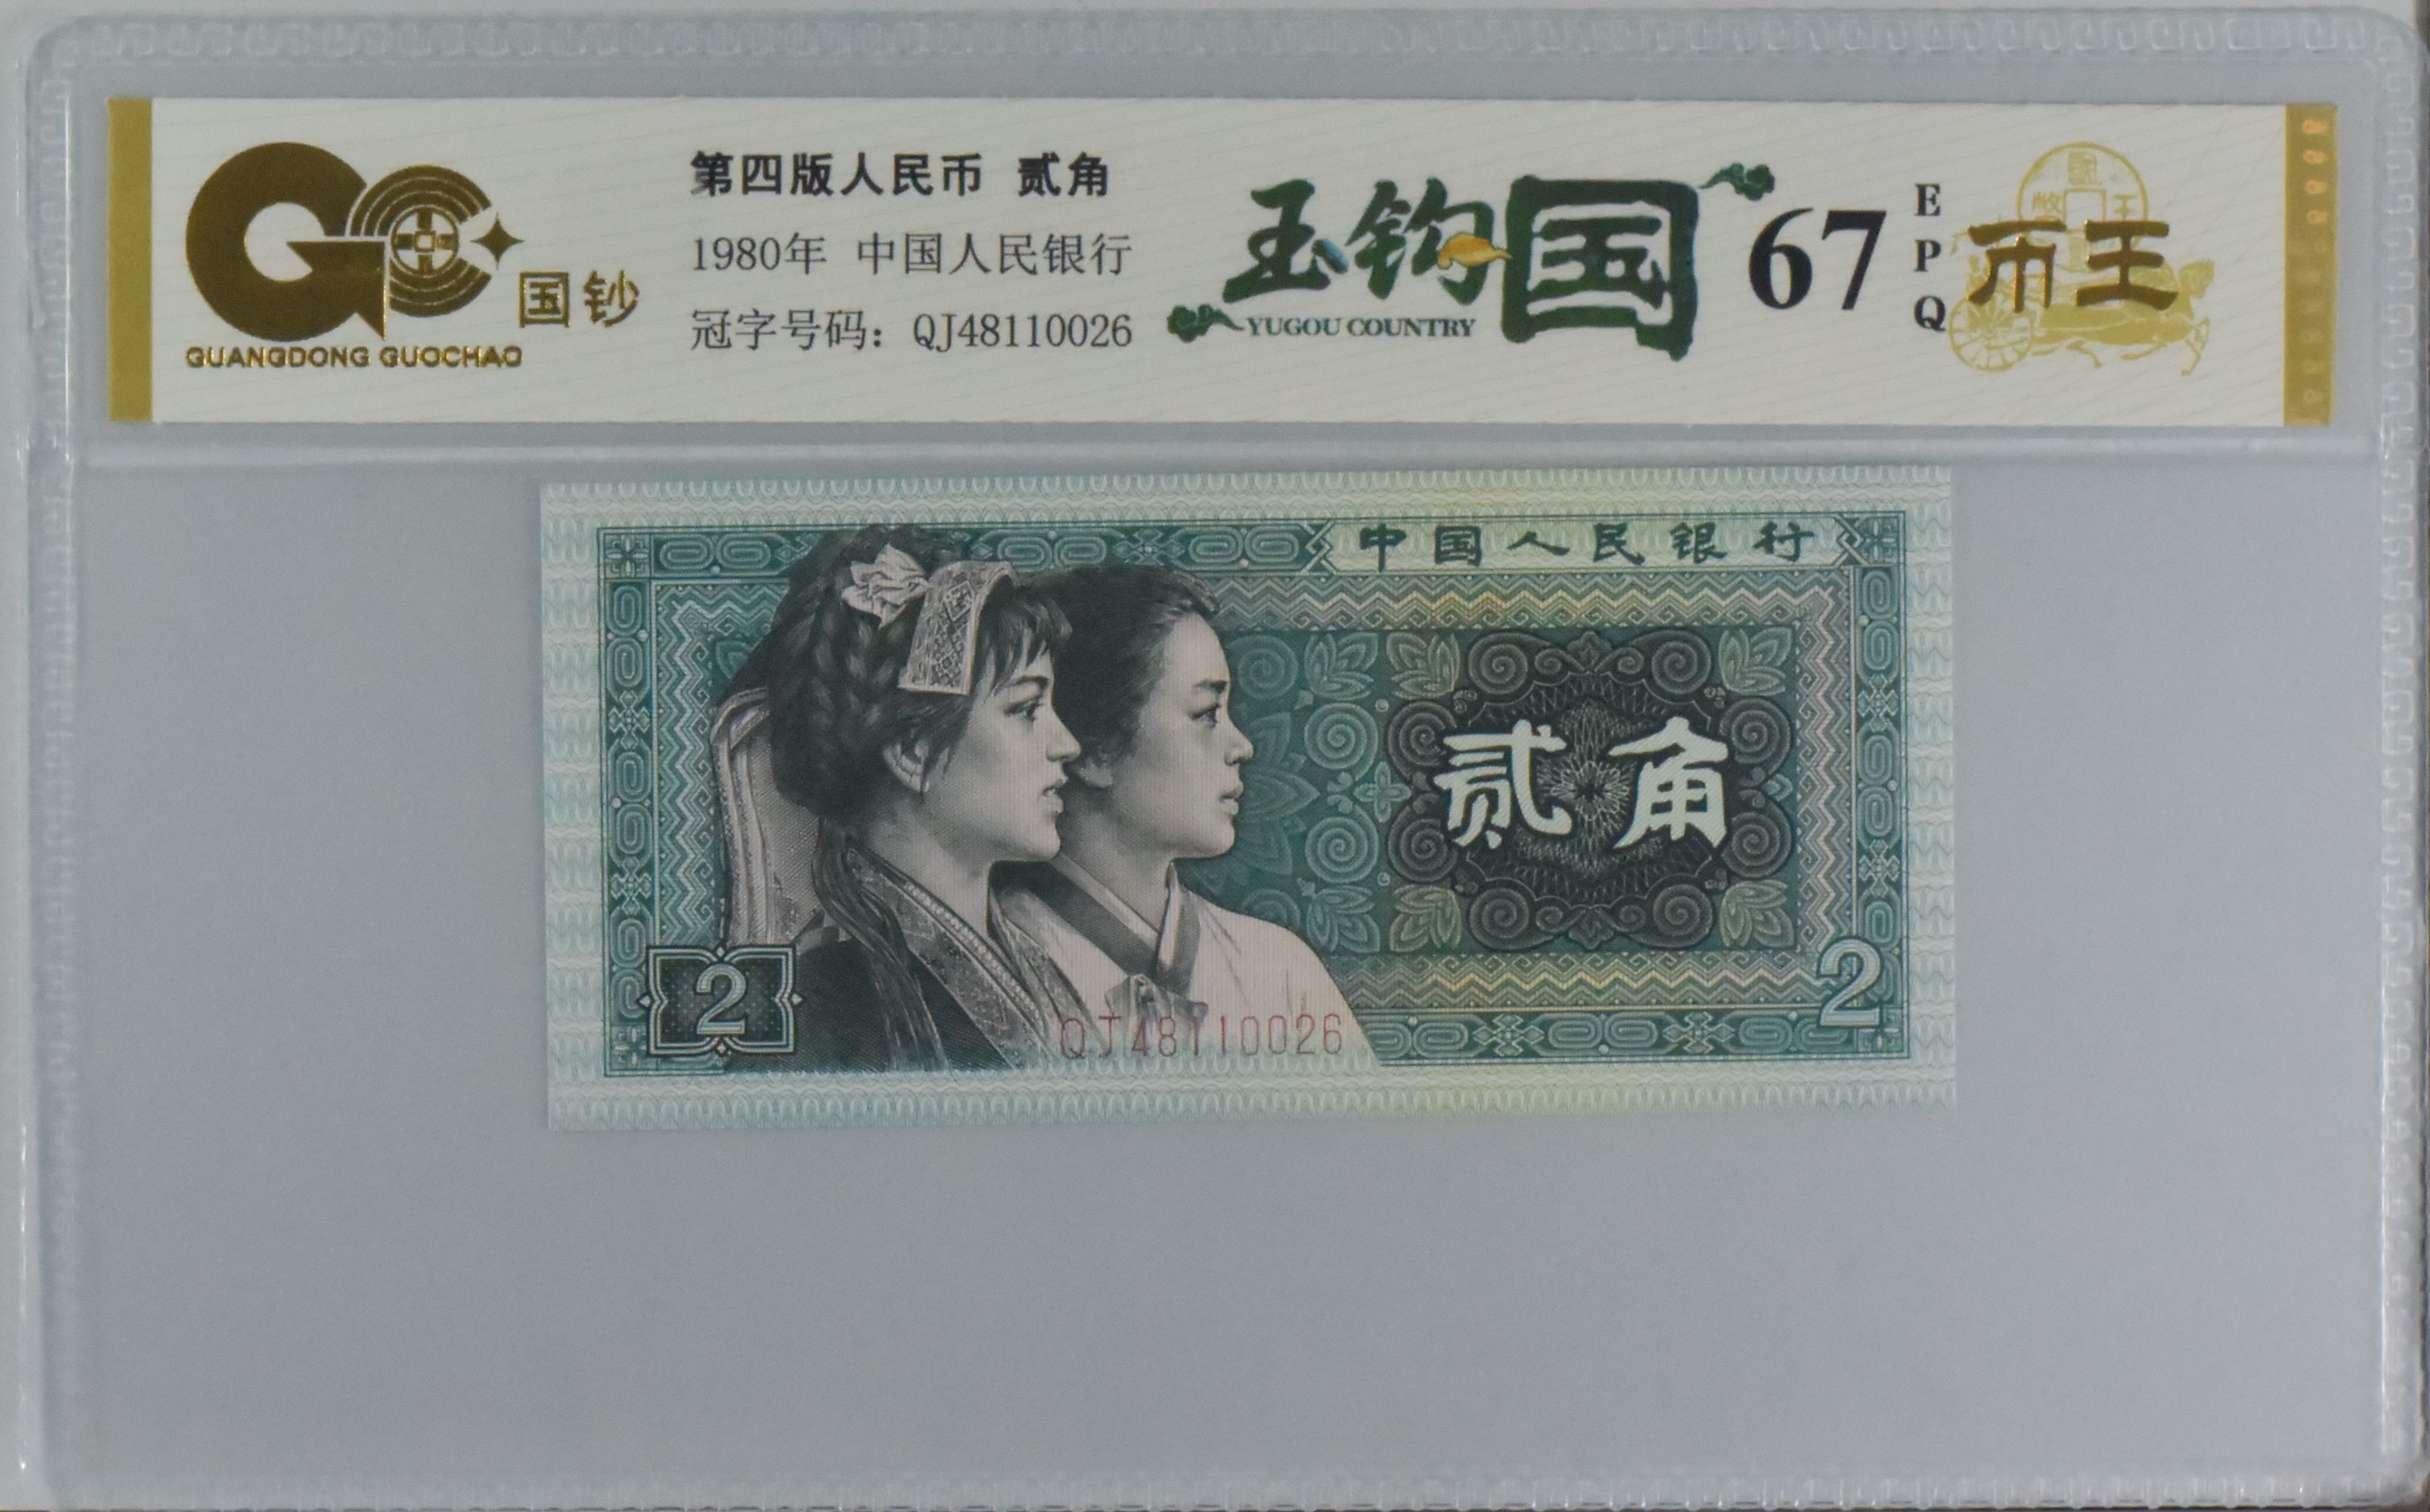 国钞
GUANGDONG GUOCHAO
第四版人民币 贰角
1980年 中国人民银行
冠字号码：QJ48110026
玉钩国
YUGOU COUNTRY
67
EPQ
币王
中国人民银行
贰角
2
2
QJ48110026